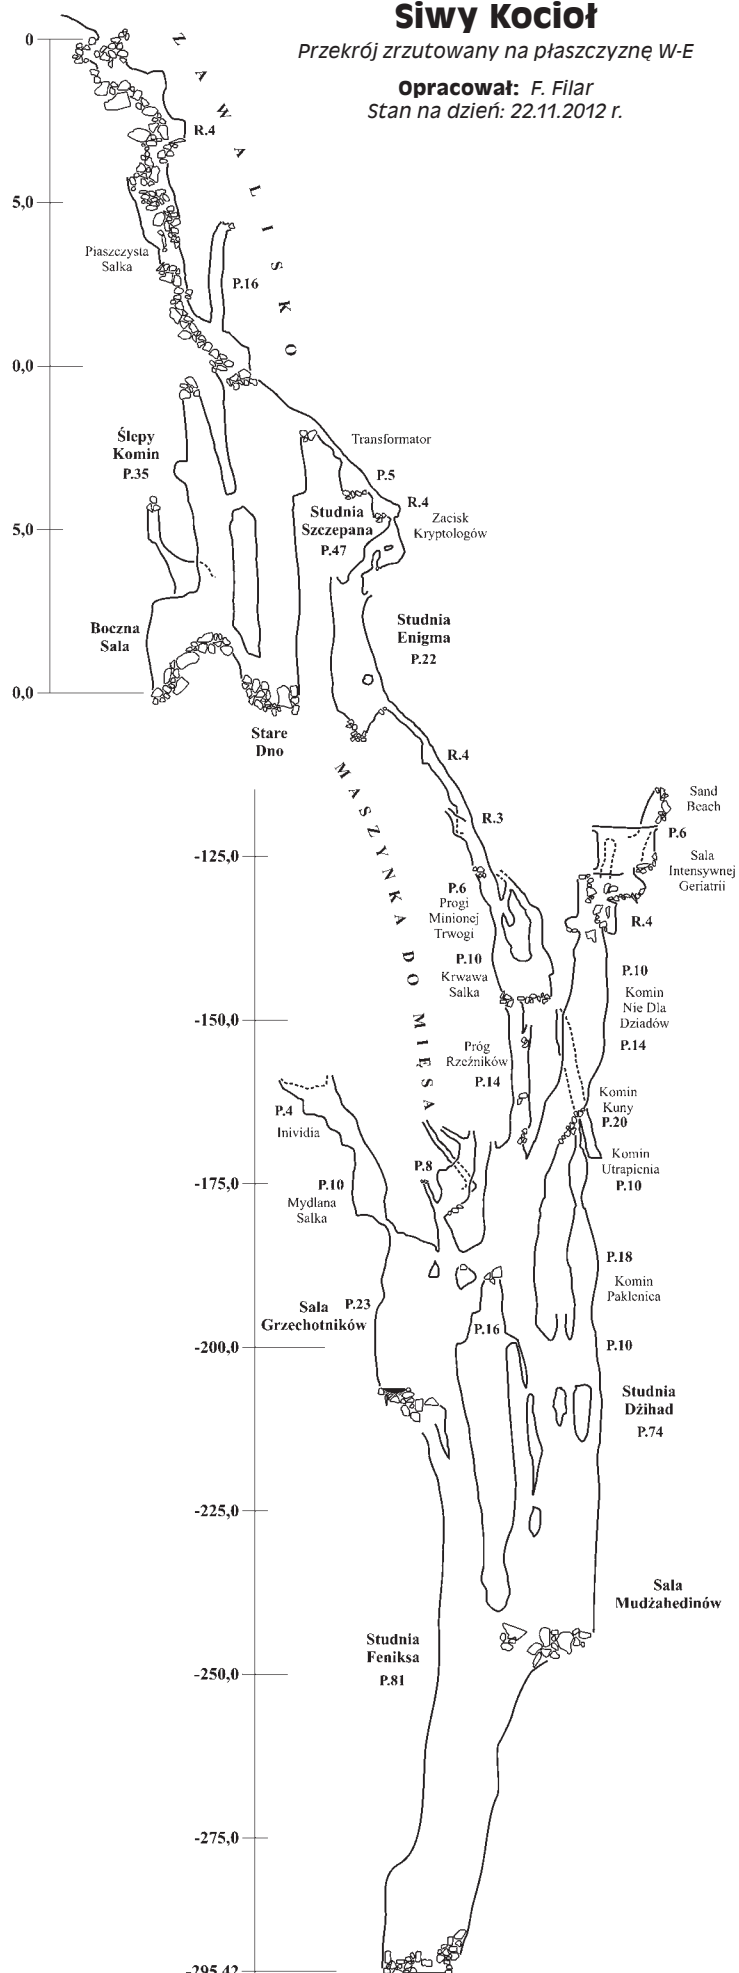 Siwy Kocioł
Przekrój zrzutowany na płaszczyznę W-E
Opracował: F. Filar
Stan na dzień: 22.11.2012 r.
0
ZAWALISKO
R.4
5,0
Piaszczysta
Salka
P.16
0,0
Ślepy
Komin
P.35
Transformator
P.5
R.4
Studnia
Szczepana
P.47
Zacisk
Kryptologów
5,0
Boczna
Sala
Studnia
Enigma
P.22
0,0
Stare
Dno
R.4
MASZYNKA DO MIĘSA
Sand
Beach
R.3
P.6
-125,0
Sala
Intensywnej
Geriatrii
P.6
Progi
Minionej
Trwogi
R.4
P.10
Krwawa
Salka
P.10
Komin
Nie Dla
Dziadów
P.14
-150,0
Próg
Rzeźników
P.14
P.4
Inividia
Komin
Kuny
P.20
Komin
Utrapienia
P.10
P.8
-175,0
P.10
Mydlana
Salka
P.18
Komin
Paklenica
Sala
Grzechotników
P.23
P.16
P.10
-200,0
Studnia
Dżihad
P.74
-225,0
Sala
Mudżahedinów
Studnia
Feniksa
P.81
-250,0
-275,0
-295,42